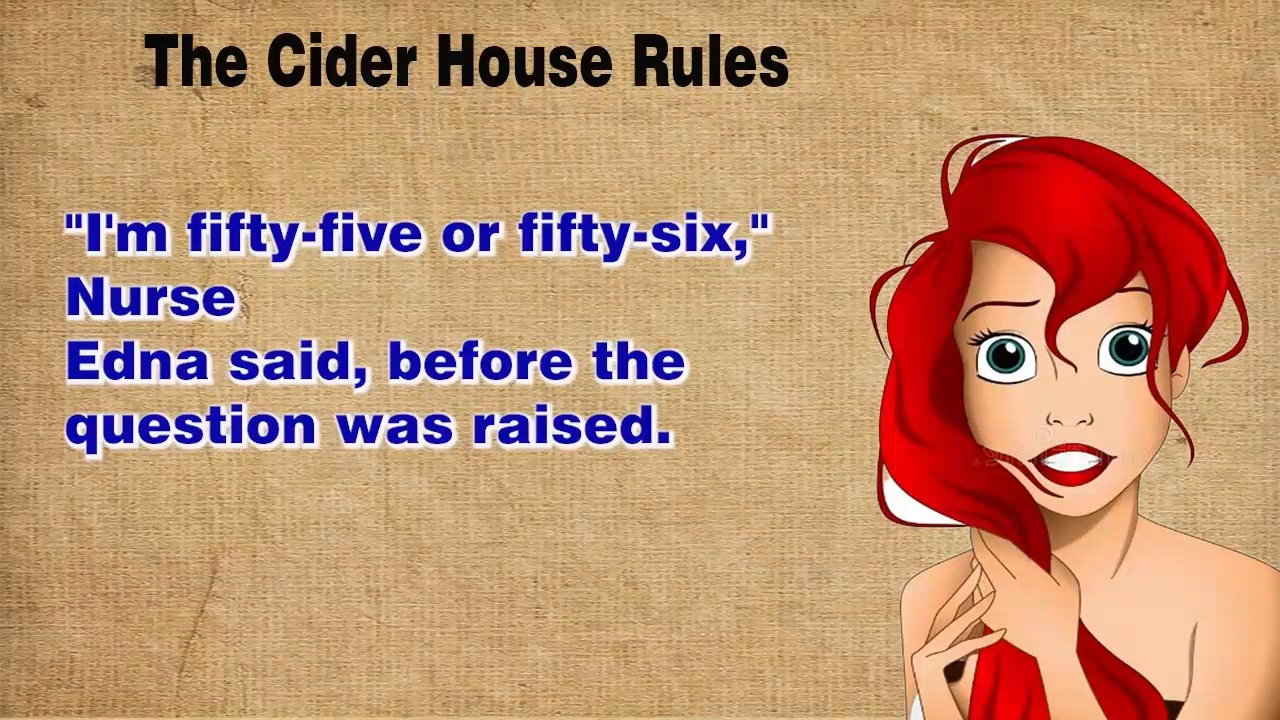 The Cider House Rules
"I'm fifty-five or fifty-six,"
Nurse
Edna said, before the
question was raised.